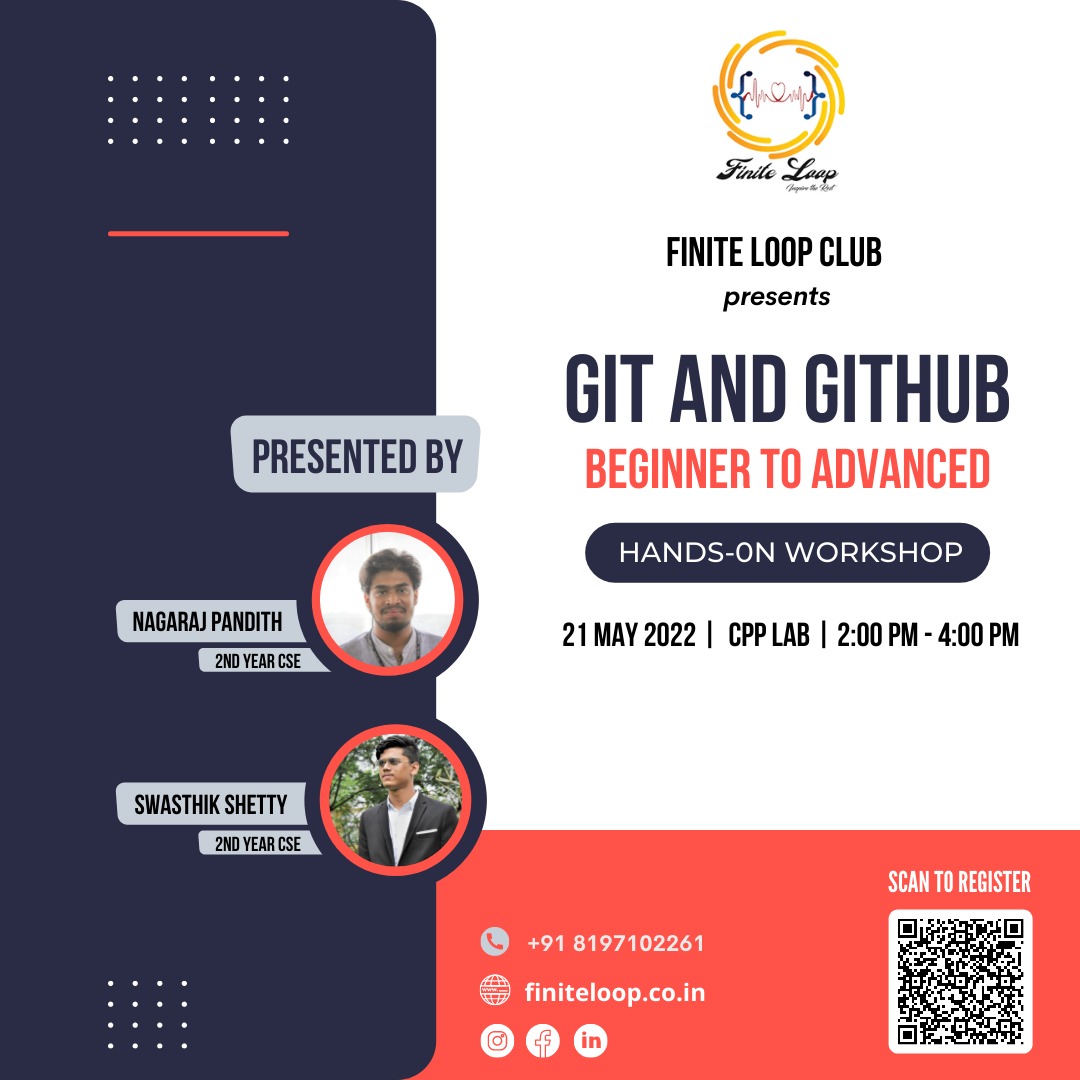 Finite Loop
Inspire the Rest
FINITE LOOP CLUB
presents
GIT AND GITHUB
BEGINNER TO ADVANCED
HANDS-0N WORKSHOP
21 MAY 2022 | CPP LAB | 2:00 PM - 4:00 PM
PRESENTED BY
NAGARAJ PANDITH
2ND YEAR CSE
SWASTHIK SHETTY
2ND YEAR CSE
SCAN TO REGISTER
+91 8197102261
www.
finiteloop.co.in